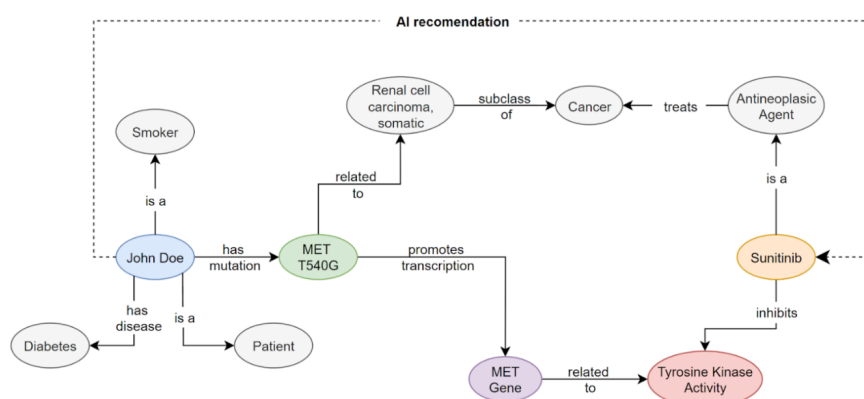 AI recomendation
Renal cell
carcinoma,
somatic
subclass
of
Cancer
treats
Antineoplasic
Agent
Smoker
is a
related
to
is a
John Doe
has
mutation
MET
T540G
promotes
transcription
Sunitinib
has
disease
is a
inhibits
Diabetes
Patient
MET
Gene
related
to
Tyrosine Kinase
Activity